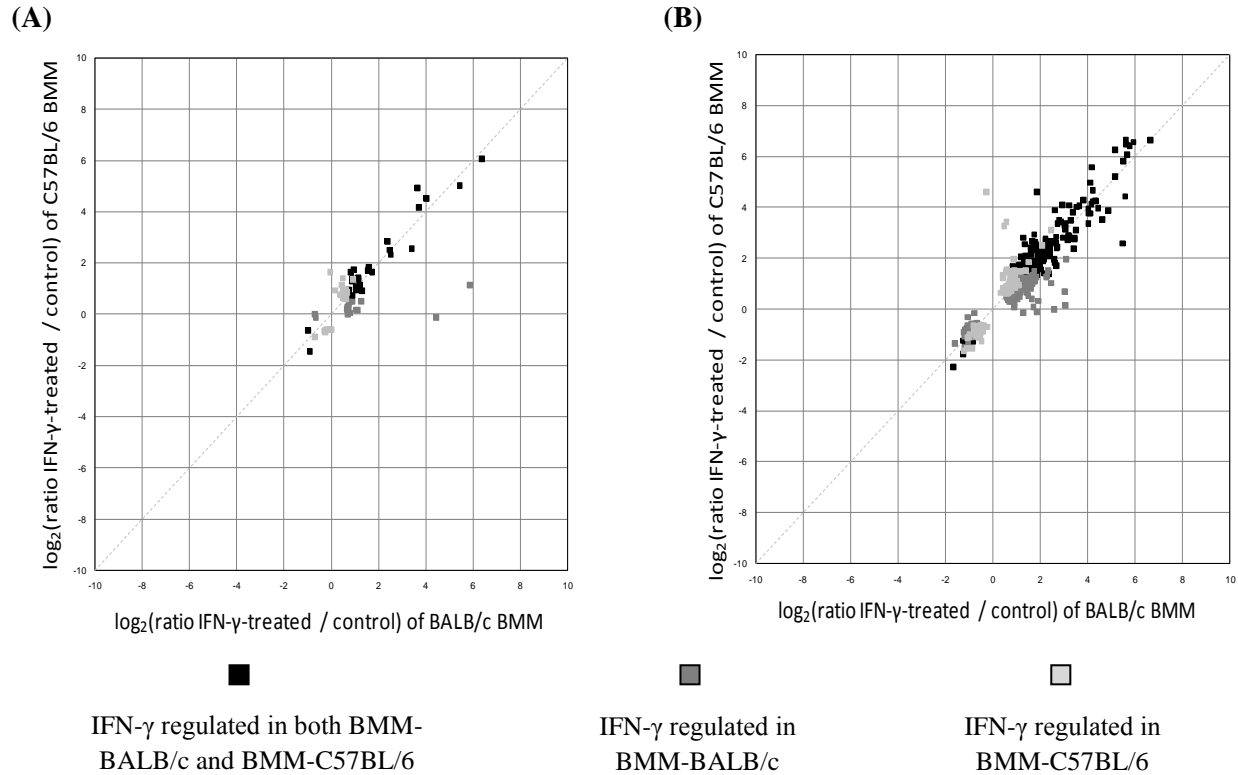 (A)
(B)
log₂(ratio IFN-γ-treated / control) of C57BL/6 BMM
10
8
6
4
2
0
-2
-4
-6
-8
-10
-10 -8 -6 -4 -2 0 2 4 6 8 10
log₂(ratio IFN-γ-treated / control) of BALB/c BMM
log₂(ratio IFN-γ-treated / control) of C57BL/6 BMM
10
8
6
4
2
0
-2
-4
-6
-8
-10
-10 -8 -6 -4 -2 0 2 4 6 8 10
log₂(ratio IFN-γ-treated / control) of BALB/c BMM
IFN-γ regulated in both BMM-
BALB/c and BMM-C57BL/6
IFN-γ regulated in
BMM-BALB/c
IFN-γ regulated in
BMM-C57BL/6